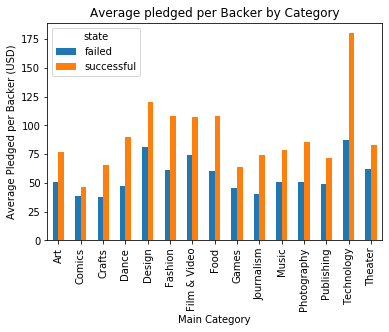 Average pledged per Backer by Category
state
failed
successful
Average Pledged per Backer (USD)
175
150
125
100
75
50
25
0
Art
Comics
Crafts
Dance
Design
Fashion
Film & Video
Food
Games
Journalism
Music
Photography
Publishing
Technology
Theater
Main Category